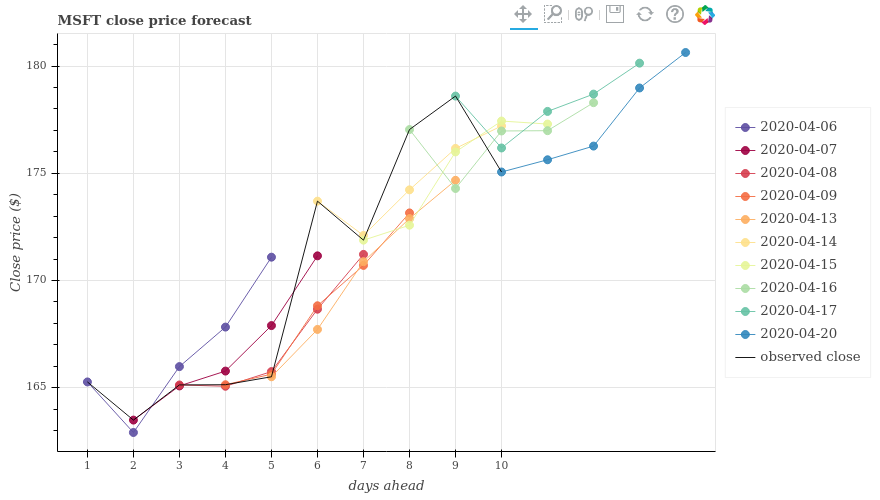 MSFT close price forecast
180
175
170
165
Close price ($)
1 2 3 4 5 6 7 8 9 10
days ahead
2020-04-06
2020-04-07
2020-04-08
2020-04-09
2020-04-13
2020-04-14
2020-04-15
2020-04-16
2020-04-17
2020-04-20
observed close